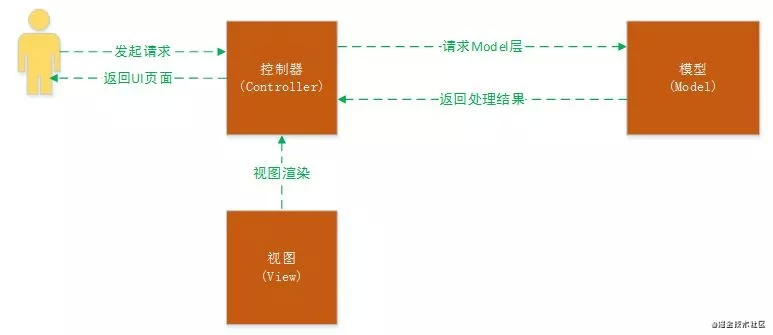 发起请求
返回UI页面
控制器
(Controller)
请求Model层
返回处理结果
模型
(Model)
视图渲染
视图
(View)
@掘金技术社区